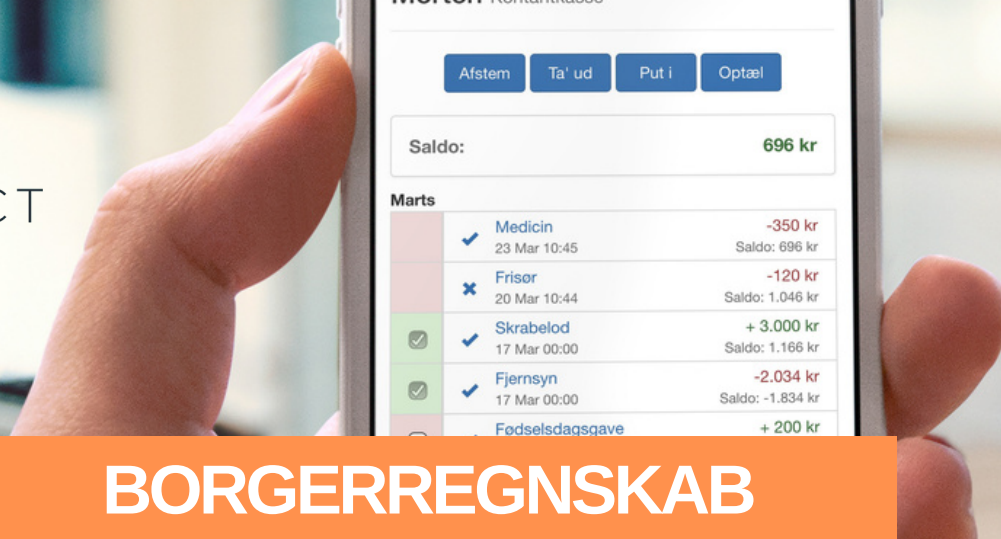 Morten Kontantkasse
Afstem Ta' ud Put i Optæl
Saldo: 696 kr
CT
Marts
Medicin -350 kr
23 Mar 10:45 Saldo: 696 kr
Frisør -120 kr
20 Mar 10:44 Saldo: 1.046 kr
Skrabelod + 3.000 kr
17 Mar 00:00 Saldo: 1.166 kr
Fjernsyn -2.034 kr
17 Mar 00:00 Saldo: -1.834 kr
Fødselsdagsgave + 200 kr
BORGERREGNSKAB